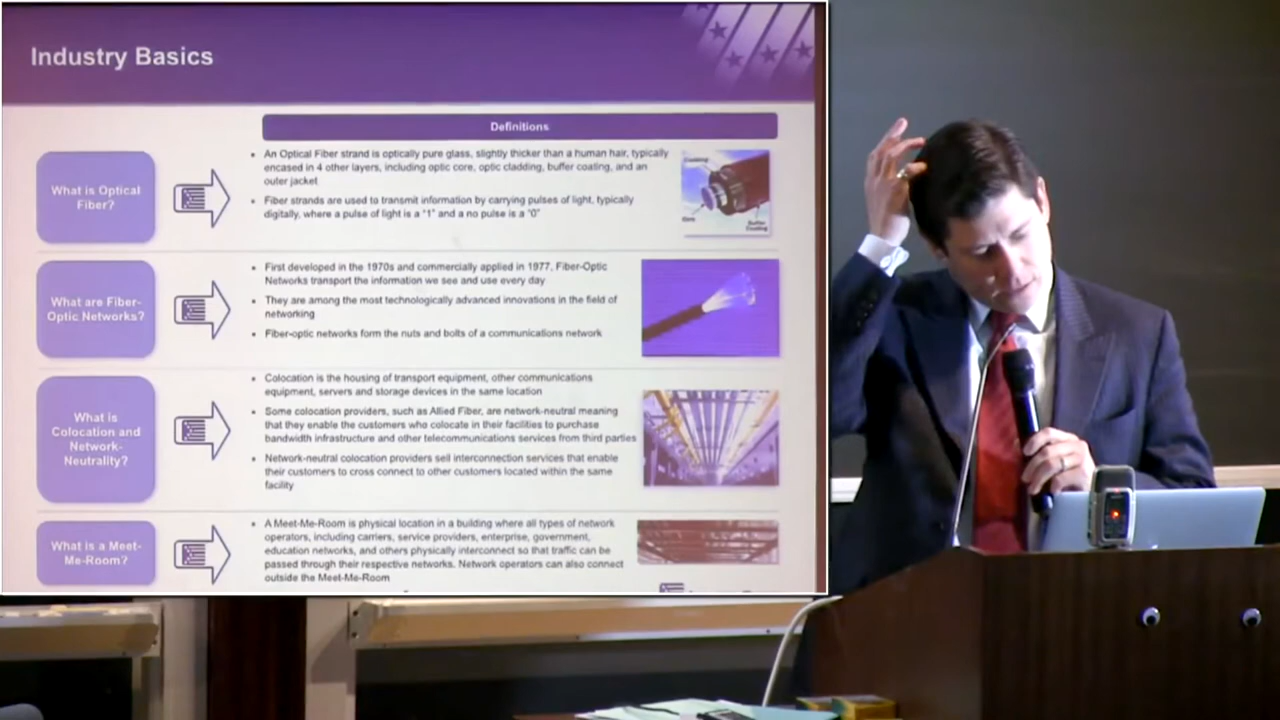 Industry Basics
Definitions
What is Optical
Fiber?
• An Optical Fiber strand is optically pure glass, slightly thicker than a human hair, typically
encased in 4 other layers, including optic core, optic cladding, buffer coating, and an
outer jacket
• Fiber strands are used to transmit information by carrying pulses of light, typically
digitally, where a pulse of light is a "1" and a no pulse is a "0"
Core
Buffer
Coating
What are Fiber-
Optic Networks?
• First developed in the 1970s and commercially applied in 1977, Fiber-Optic
Networks transport the information we see and use every day
• They are among the most technologically advanced innovations in the field of
networking
• Fiber-optic networks form the nuts and bolts of a communications network
What is
Colocation and
Network-
Neutrality?
• Colocation is the housing of transport equipment, other communications
equipment, servers and storage devices in the same location
• Some colocation providers, such as Allied Fiber, are network-neutral meaning
that they enable the customers who colocate in their facilities to purchase
bandwidth infrastructure and other telecommunications services from third parties
• Network-neutral colocation providers sell interconnection services that enable
their customers to cross connect to other customers located within the same
facility
What is a Meet-
Me-Room?
• A Meet-Me-Room is physical location in a building where all types of network
operators, including carriers, service providers, enterprise, government,
education networks, and others physically interconnect so that traffic can be
passed through their respective networks. Network operators can also connect
outside the Meet-Me-Room